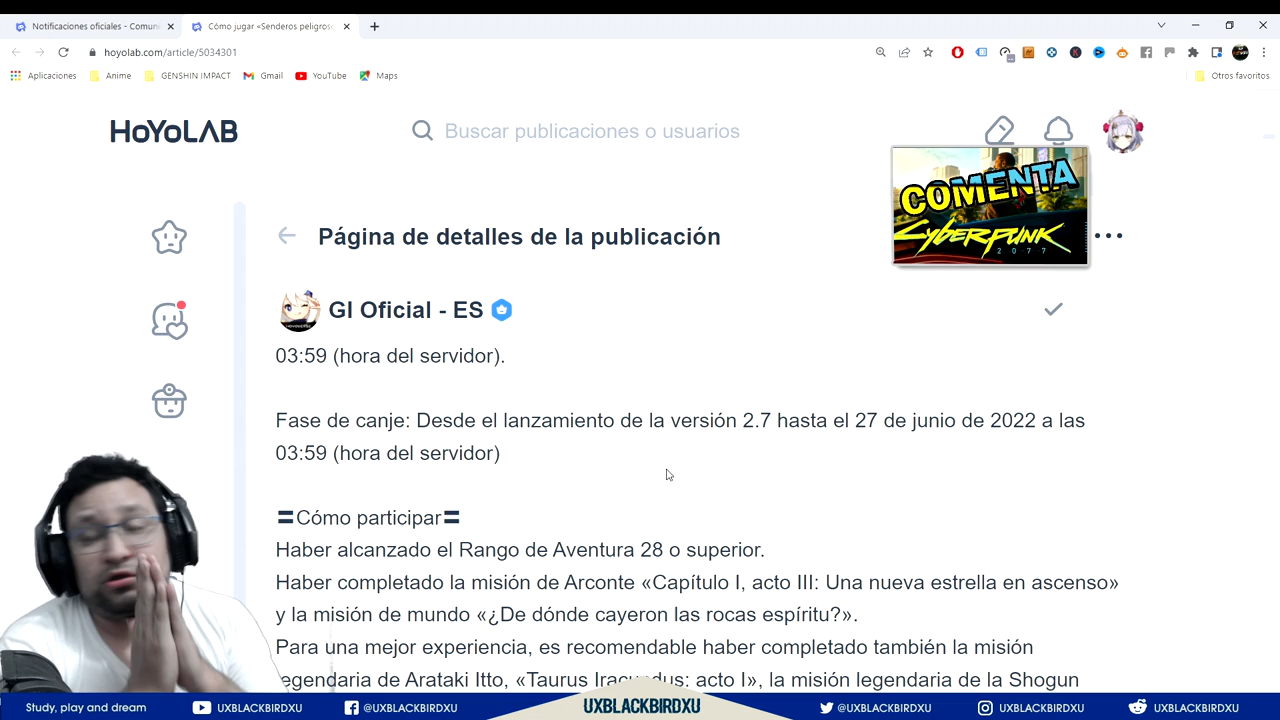 Notificaciones oficiales - Comuni
Cómo jugar «Senderos peligroso
hoyolab.com/article/5034301
Aplicaciones
Anime
GENSHIN IMPACT
Gmail
YouTube
Maps
Otros favoritos
HoYoLAB
Buscar publicaciones o usuarios
COMENTA
CYBERPUNK
2077
Página de detalles de la publicación
GI Oficial - ES
03:59 (hora del servidor).
Fase de canje: Desde el lanzamiento de la versión 2.7 hasta el 27 de junio de 2022 a las
03:59 (hora del servidor)
〓Cómo participar〓
Haber alcanzado el Rango de Aventura 28 o superior.
Haber completado la misión de Arconte «Capítulo I, acto III: Una nueva estrella en ascenso»
y la misión de mundo «¿De dónde cayeron las rocas espíritu?».
Para una mejor experiencia, es recomendable haber completado también la misión
egendaria de Arataki Itto, «Taurus Iracundus: acto I», la misión legendaria de la Shogun
Study, play and dream
UXBLACKBIRDXU
@UXBLACKBIRDXU
UXBLACKBIRDXU
@UXBLACKBIRDXU
UXBLACKBIRDXU
UXBLACKBIRDXU